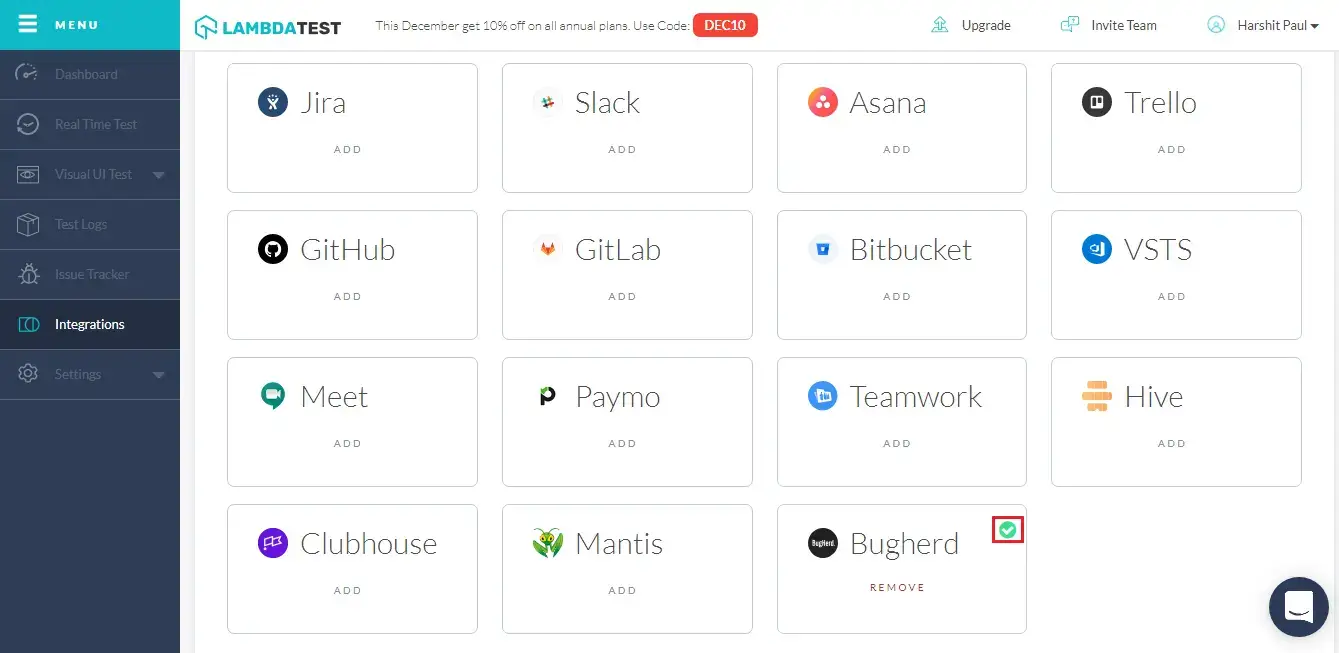 MENU
LAMBDATEST
This December get 10% off on all annual plans. Use Code: DEC10
Upgrade
Invite Team
Harshit Paul
Dashboard
Real Time Test
Visual UI Test
Test Logs
Issue Tracker
Integrations
Settings
Jira
ADD
Slack
ADD
Asana
ADD
Trello
ADD
GitHub
ADD
GitLab
ADD
Bitbucket
ADD
VSTS
ADD
Meet
ADD
Paymo
ADD
Teamwork
ADD
Hive
ADD
Clubhouse
ADD
Mantis
ADD
BugHerd.
Bugherd
REMOVE